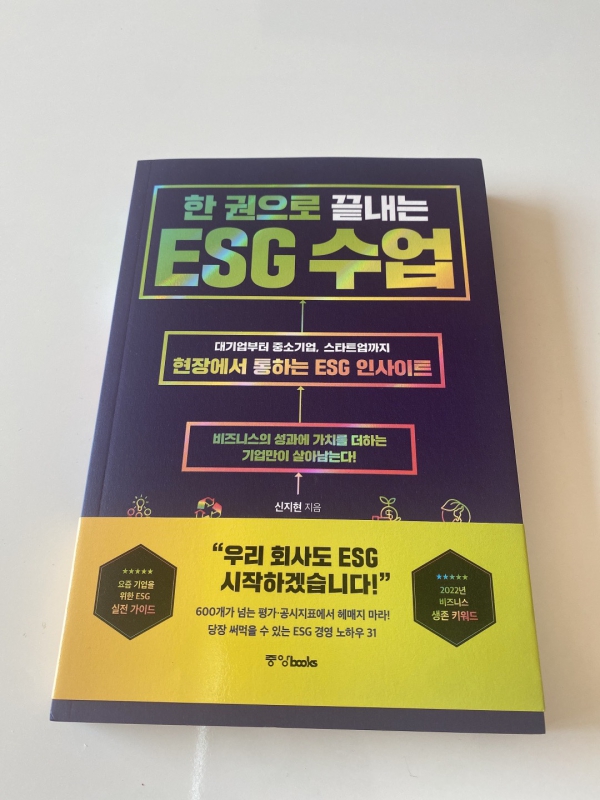 한 권으로 끝내는
ESG 수업
대기업부터 중소기업, 스타트업까지
현장에서 통하는 ESG 인사이트
비즈니스의 성과에 가치를 더하는
기업만이 살아남는다!
신지현 지음
“우리 회사도 ESG
시작하겠습니다!”
★★★★★
요즘 기업을
위한 ESG
실전 가이드
★★★★★
2022년
비즈니스
생존 키워드
600개가 넘는 평가·공시지표에서 헤매지 마라!
당장 써먹을 수 있는 ESG 경영 노하우 31
중앙books